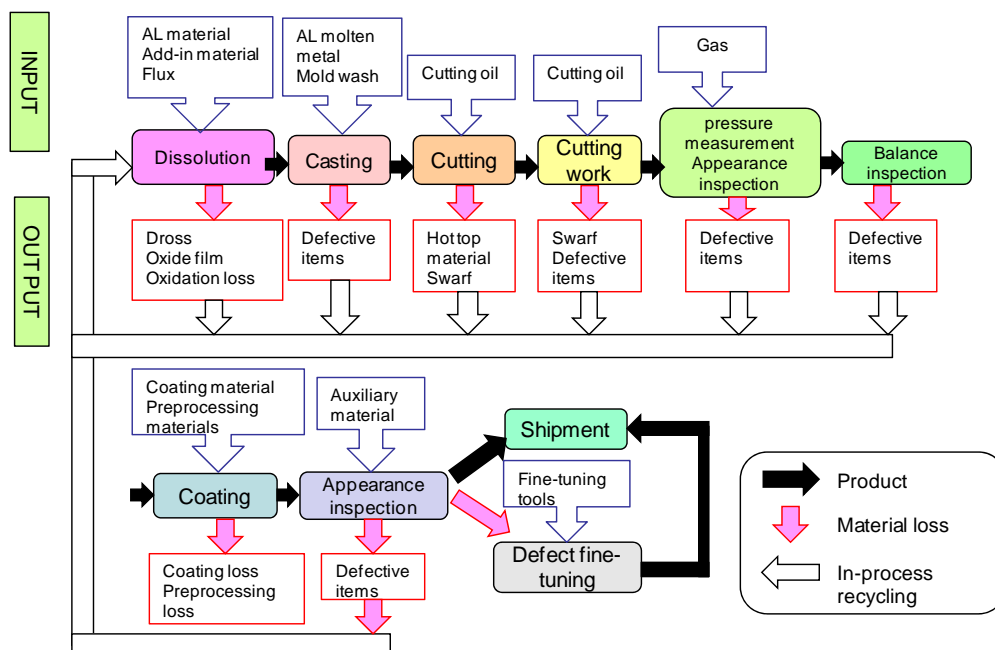 INPUT
AL material
Add-in material
Flux
AL molten
metal
Mold wash
Cutting oil
Cutting oil
Gas
Dissolution
Casting
Cutting
Cutting
work
pressure
measurement
Appearance
inspection
Balance
inspection
OUTPUT
Dross
Oxide film
Oxidation loss
Defective
items
Hot top
material
Swarf
Swarf
Defective
items
Defective
items
Defective
items
Coating material
Preprocessing
materials
Auxiliary
material
Shipment
Fine-tuning
tools
Coating
Appearance
inspection
Defect fine-
tuning
Coating loss
Preprocessing
loss
Defective
items
Product
Material loss
In-process
recycling